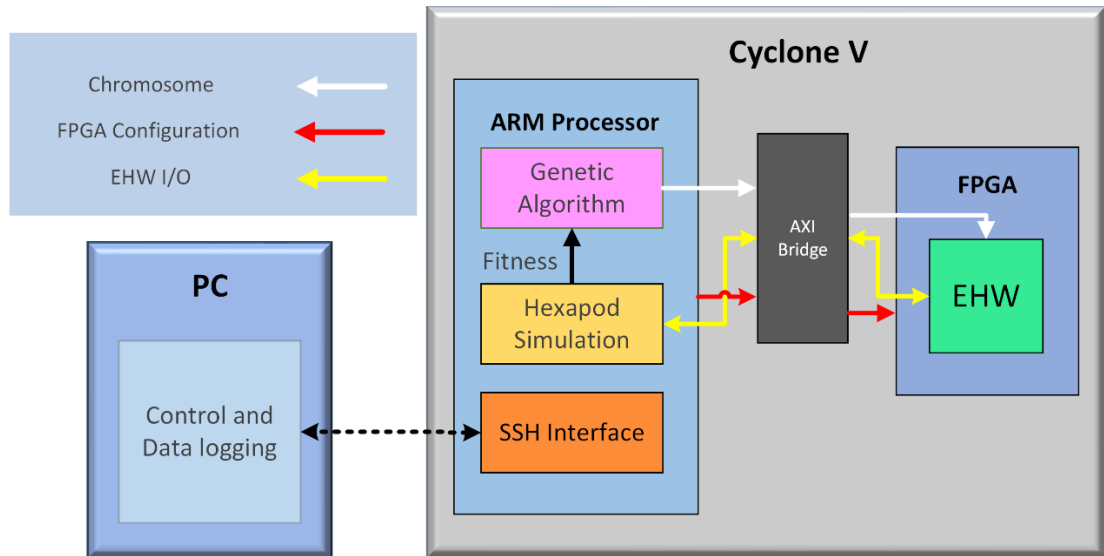 Chromosome
FPGA Configuration
EHW I/O
PC
Control and
Data logging
Cyclone V
ARM Processor
Genetic
Algorithm
Fitness
Hexapod
Simulation
SSH Interface
AXI
Bridge
FPGA
EHW